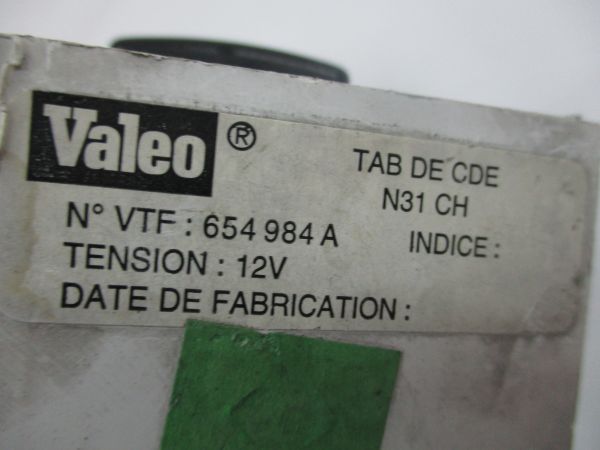 Valeo ®
TAB DE CDE
N31 CH
N° VTF : 654 984 A
INDICE :
TENSION : 12V
DATE DE FABRICATION :